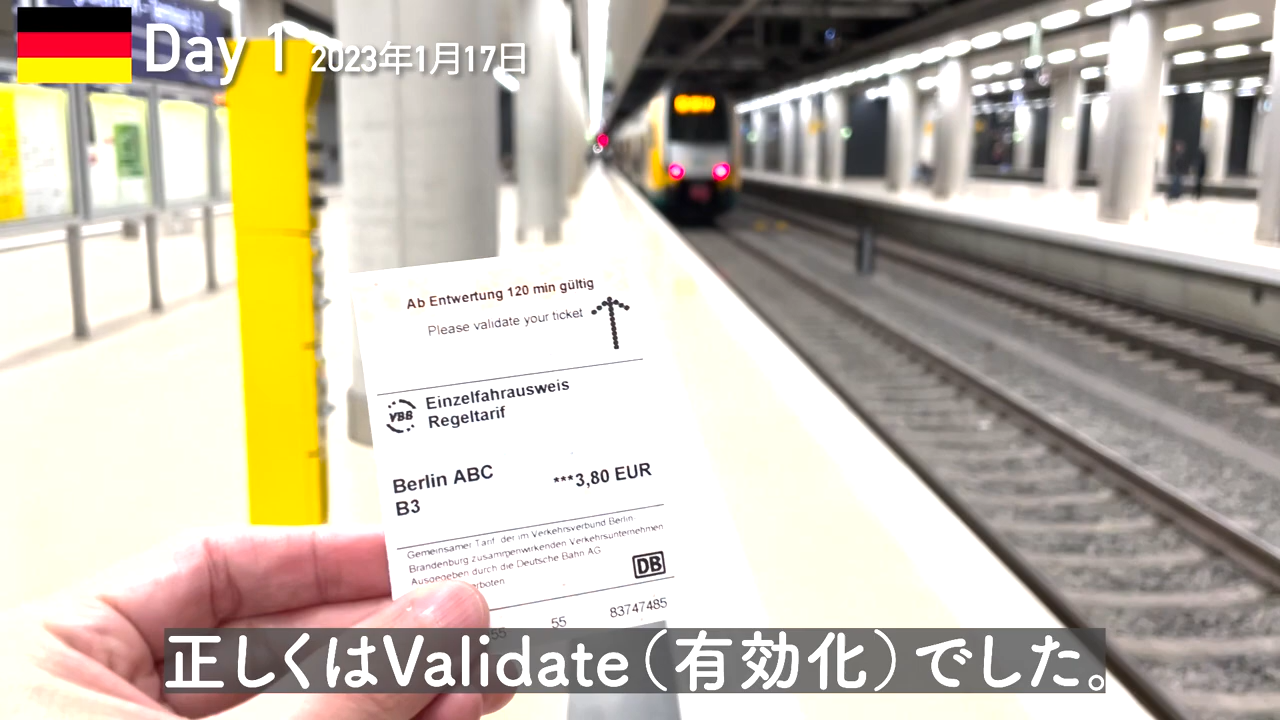 Day 1 2023年1月17日
Ab Entwertung 120 min gültig
Please validate your ticket
VBB
Einzelfahrausweis
Regeltarif
Berlin ABC ***3,80 EUR
B3
Gemeinsamer Tarif der im Verkehrsverbund Berlin
Brandenburg zusammenwirkenden Verkehrsunternehmen
Ausgegeben durch die Deutsche Bahn AG
rboten
DB
55 55 83747485
正しくはValidate（有効化）でした。